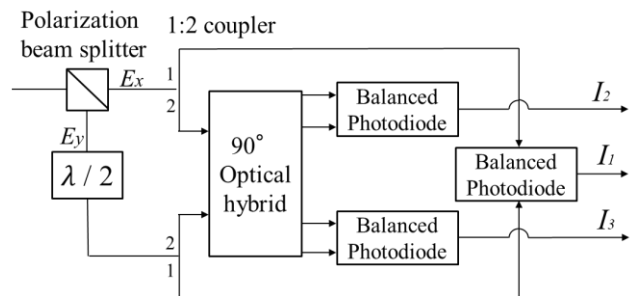 Polarization
beam splitter
1:2 coupler
Ex
1
2
Ey
λ / 2
90°
Optical
hybrid
Balanced
Photodiode
I2
Balanced
Photodiode
I1
Balanced
Photodiode
I3
2
1